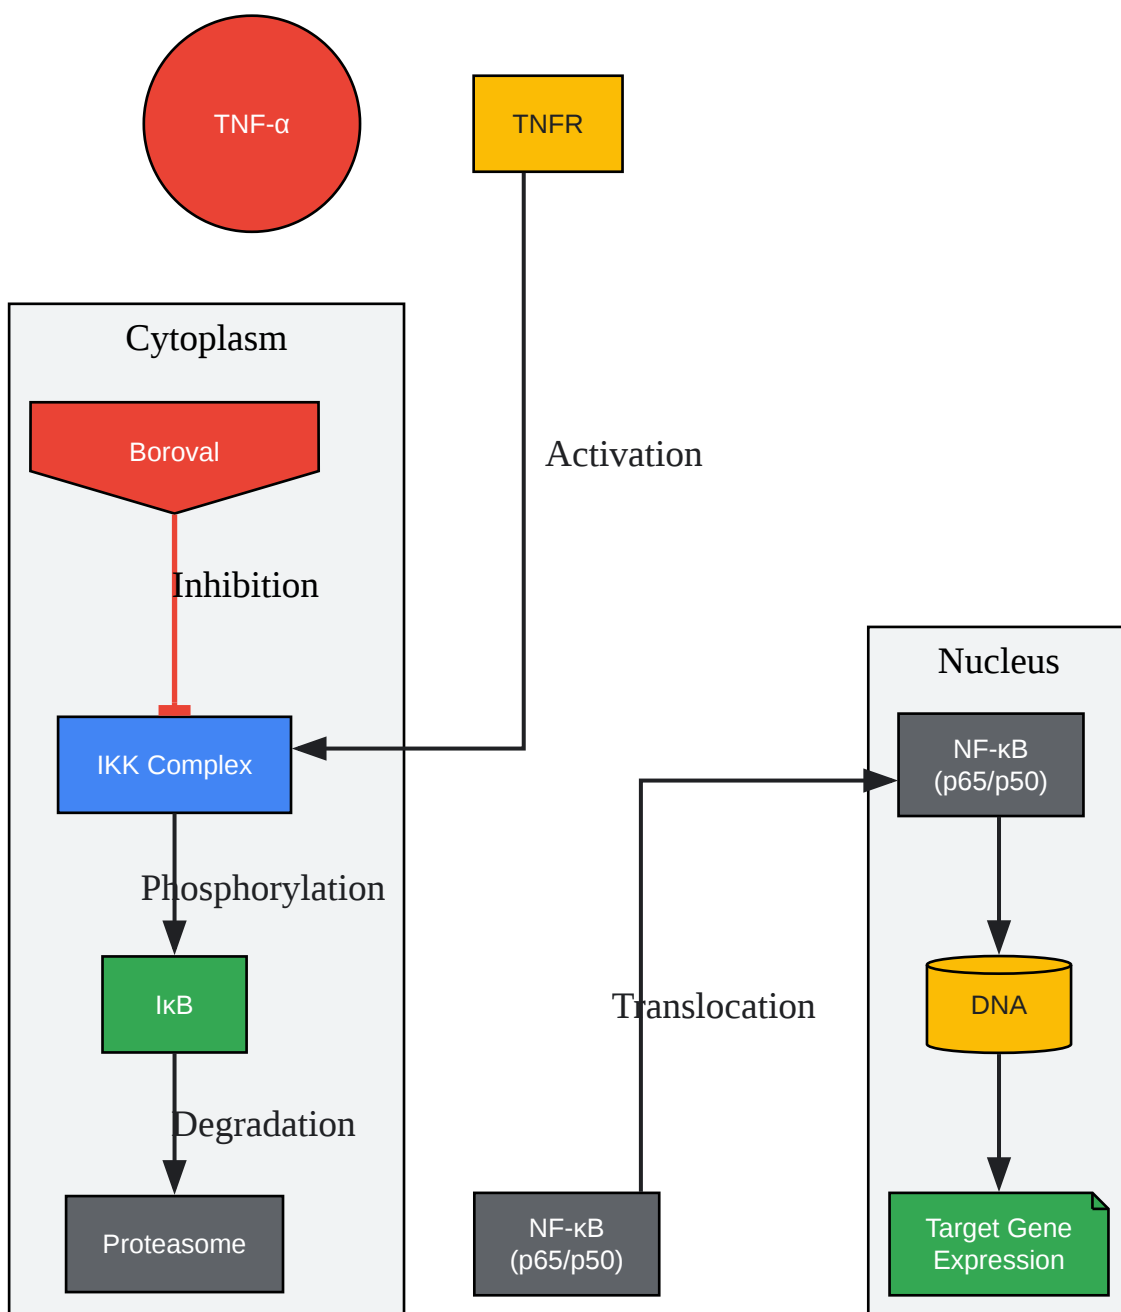 TNF-α
TNFR
Cytoplasm
Boroval
Activation
Inhibition
Nucleus
IKK Complex
NF-κB
(p65/p50)
Phosphorylation
IκB
Translocation
DNA
Degradation
Proteasome
NF-κB
(p65/p50)
Target Gene
Expression